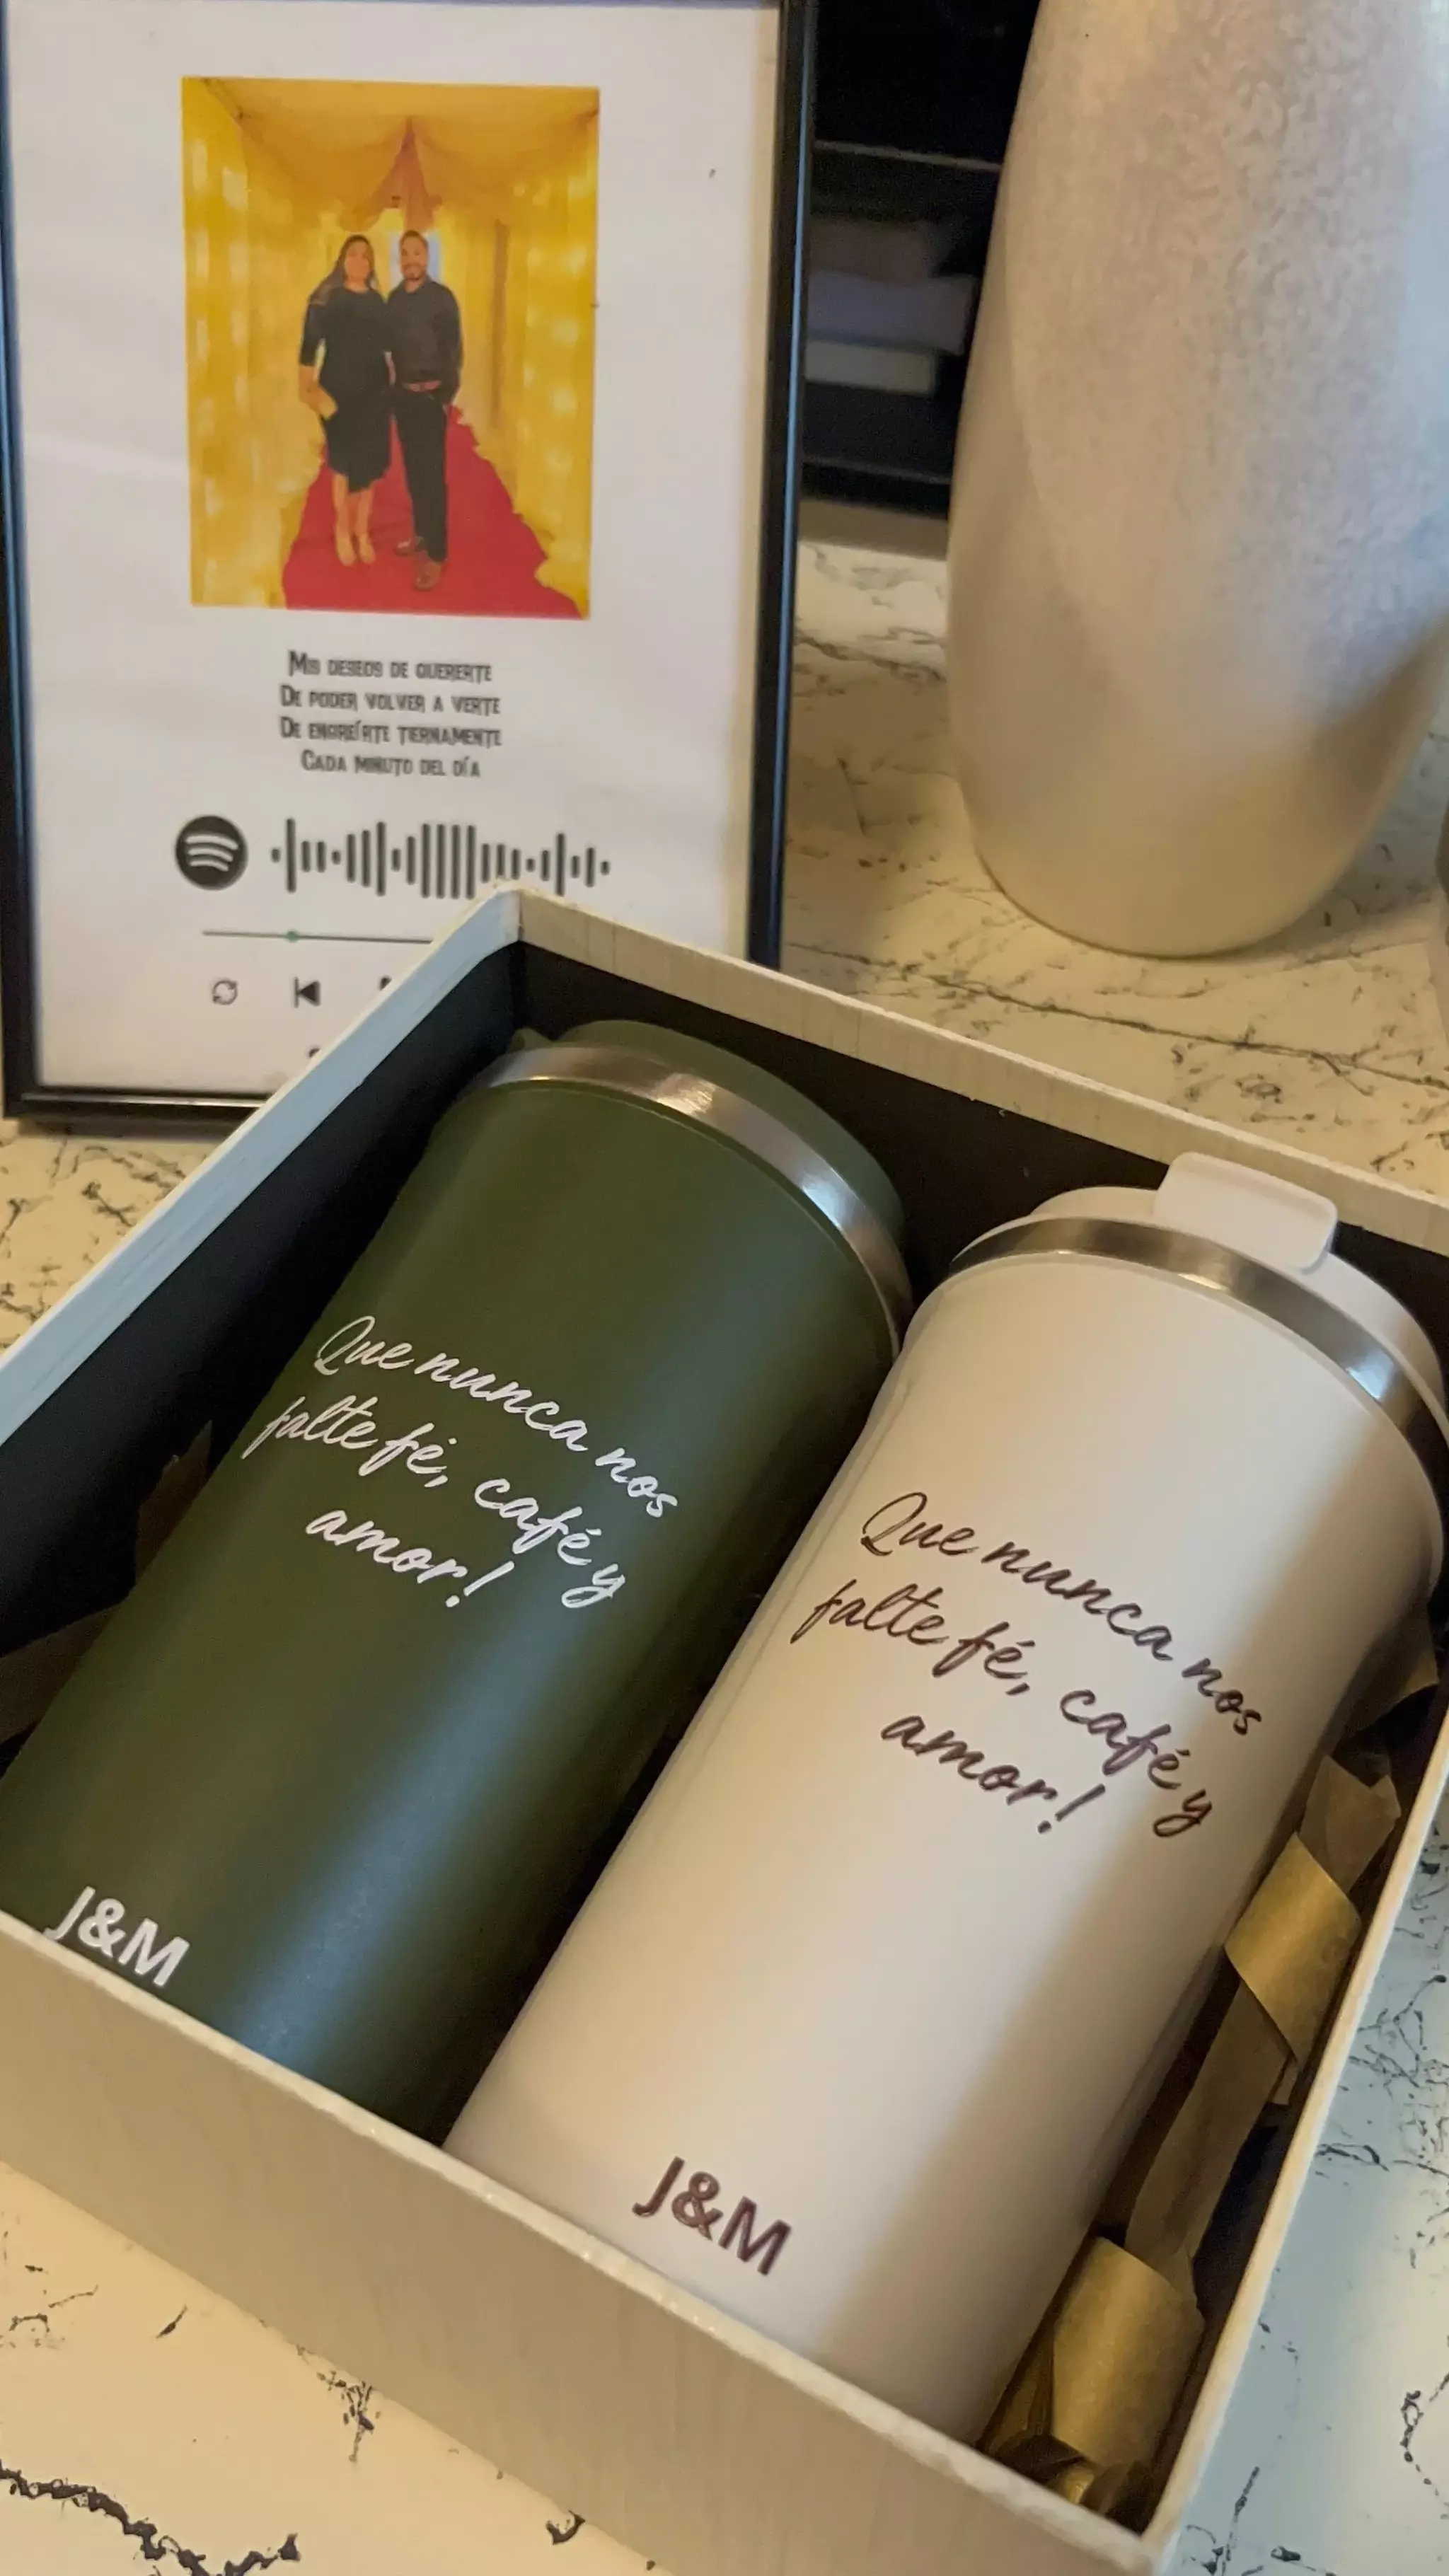 Mis deseos de quererte
De poder volver a verte
De engreírte tiernamente
Cada minuto del día
Que nunca nos
falte fé, café y
amor!
J&M
Que nunca nos
falte fé, café y
amor!
J&M